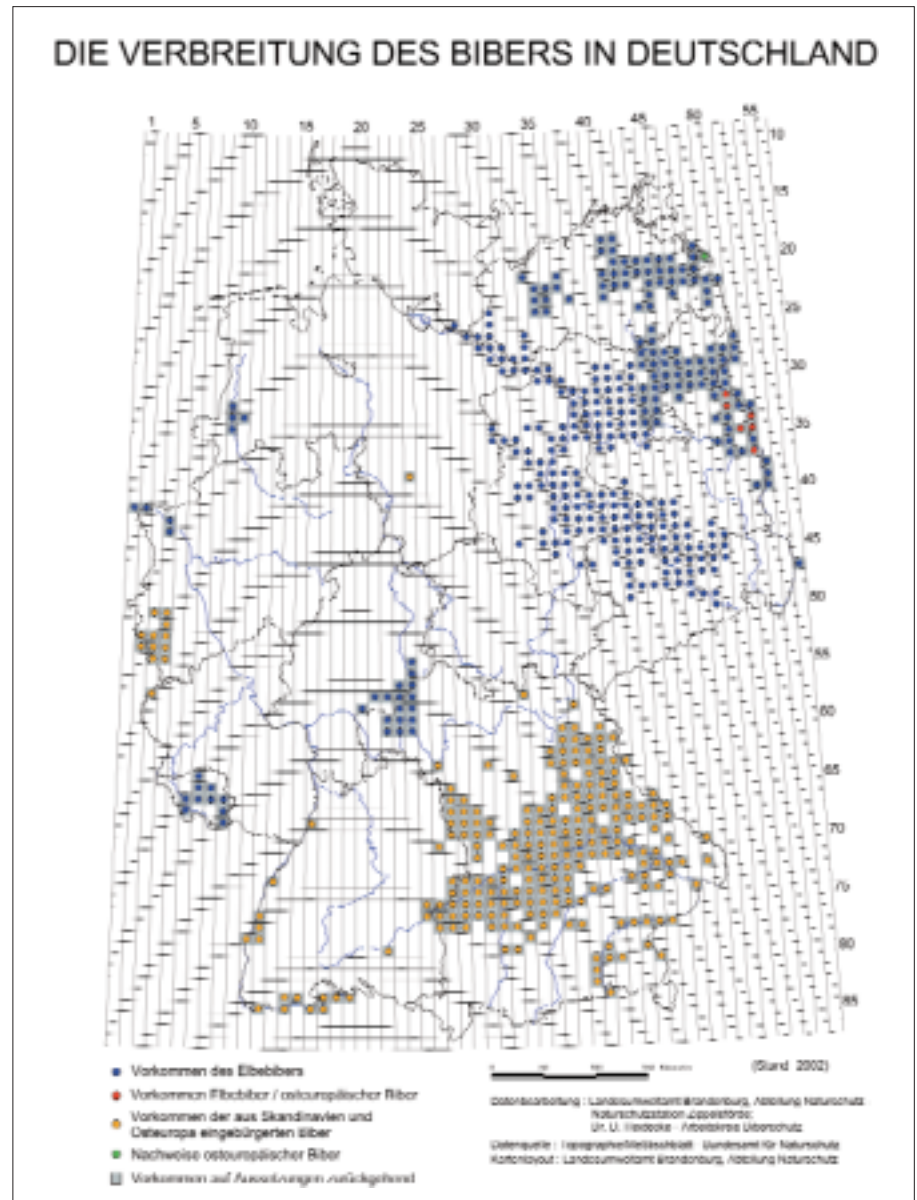 DIE VERBREITUNG DES BIBERS IN DEUTSCHLAND
1 5 10 15 20 25 30 35 40 45 50 55
10
15
20
25
30
35
40
45
50
55
60
65
70
75
80
85
Vorkommen des Elbebibers
Vorkommen Elbebiber / osteuropäischer Biber
Vorkommen der aus Skandinavien und
Osteuropa eingebürgerten Biber
Nachweise osteuropäischer Biber
Vorkommen auf Aussetzungen zurückgehend
(Stand 2002)
Datenbearbeitung : Landesumweltamt Brandenburg, Abteilung Naturschutz
Naturschutzstation Zippelsförde;
Dr. D. Heidecke - Arbeitskreis Biberschutz
Datenquelle : Bundesamt für Naturschutz
Kartenlayout : Landesumweltamt Brandenburg, Abteilung Naturschutz